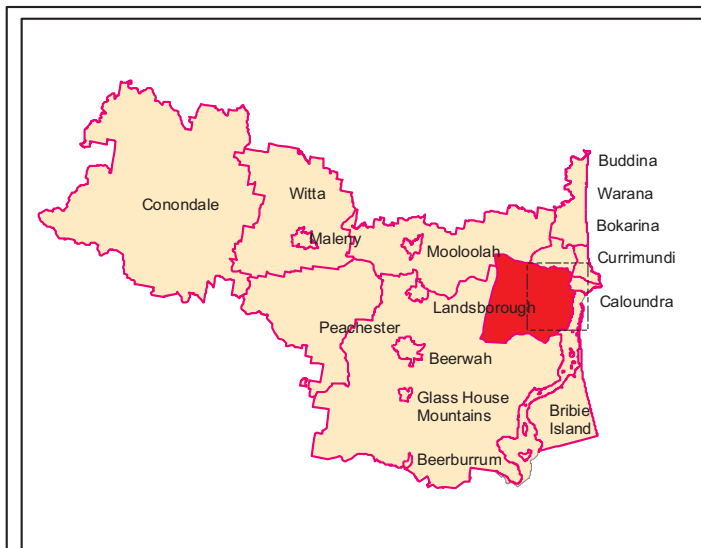 Buddina
Warana
Bokarina
Currimundi
Caloundra
Conondale
Witta
Maleny
Mooloolah
Landsborough
Peachester
Beerwah
Glass House
Mountains
Bribie
Island
Beerburrum